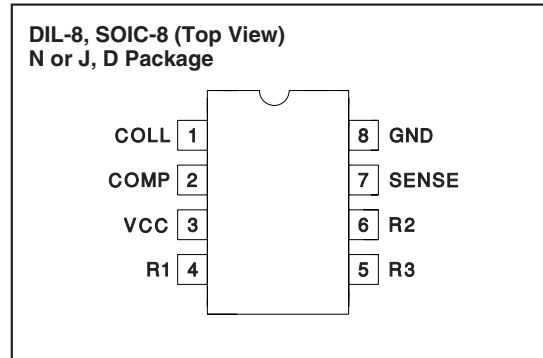 DIL-8, SOIC-8 (Top View)
N or J, D Package
COLL 1 8 GND
COMP 2 7 SENSE
VCC 3 6 R2
R1 4 5 R3